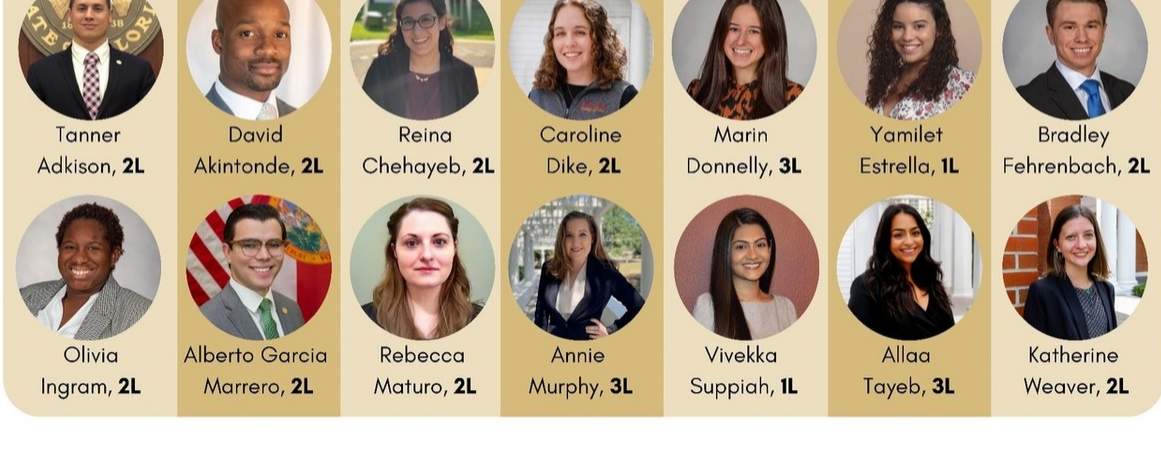 Tanner
Adkison, 2L
David
Akintonde, 2L
Reina
Chehayeb, 2L
Caroline
Dike, 2L
Marin
Donnelly, 3L
Yamilet
Estrella, 1L
Bradley
Fehrenbach, 2L
Olivia
Ingram, 2L
Alberto Garcia
Marrero, 2L
Rebecca
Maturo, 2L
Annie
Murphy, 3L
Vivekka
Suppiah, 1L
Allaa
Tayeb, 3L
Katherine
Weaver, 2L